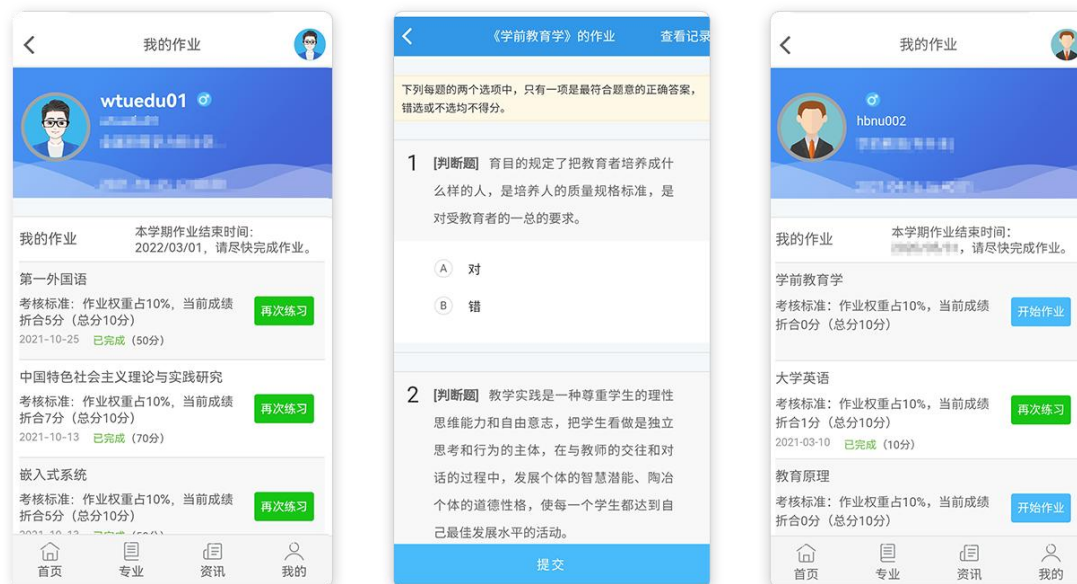 我的作业
wtuedu01
我的作业
本学期作业结束时间:
2022/03/01，请尽快完成作业。
第一外国语
考核标准：作业权重占10%，当前成绩
折合5分（总分10分）
再次练习
2021-10-25 已完成（50分）
中国特色社会主义理论与实践研究
考核标准：作业权重占10%，当前成绩
折合7分（总分10分）
再次练习
2021-10-13 已完成（70分）
嵌入式系统
考核标准：作业权重占10%，当前成绩
折合5分（总分10分）
再次练习
首页 专业 资讯 我的
《学前教育学》的作业 查看记录
下列每题的两个选项中，只有一项是最符合题意的正确答案，
错选或不选均不得分。
1 [判断题] 育目的规定了把教育者培养成什
么样的人，是培养人的质量规格标准，是
对受教育者的一总的要求。
A 对
B 错
2 [判断题] 教学实践是一种尊重学生的理性
思维能力和自由意志，把学生看做是独立
思考和行为的主体，在与教师的交往和对
话的过程中，发展个体的智慧潜能、陶冶
个体的道德性格，使每一个学生都达到自
己最佳发展水平的活动。
提交
我的作业
hbnu002
我的作业
本学期作业结束时间:
，请尽快完成作业。
学前教育学
考核标准：作业权重占10%，当前成绩
折合0分（总分10分）
开始作业
大学英语
考核标准：作业权重占10%，当前成绩
折合1分（总分10分）
再次练习
2021-03-10 已完成（10分）
教育原理
考核标准：作业权重占10%，当前成绩
折合0分（总分10分）
开始作业
首页 专业 资讯 我的